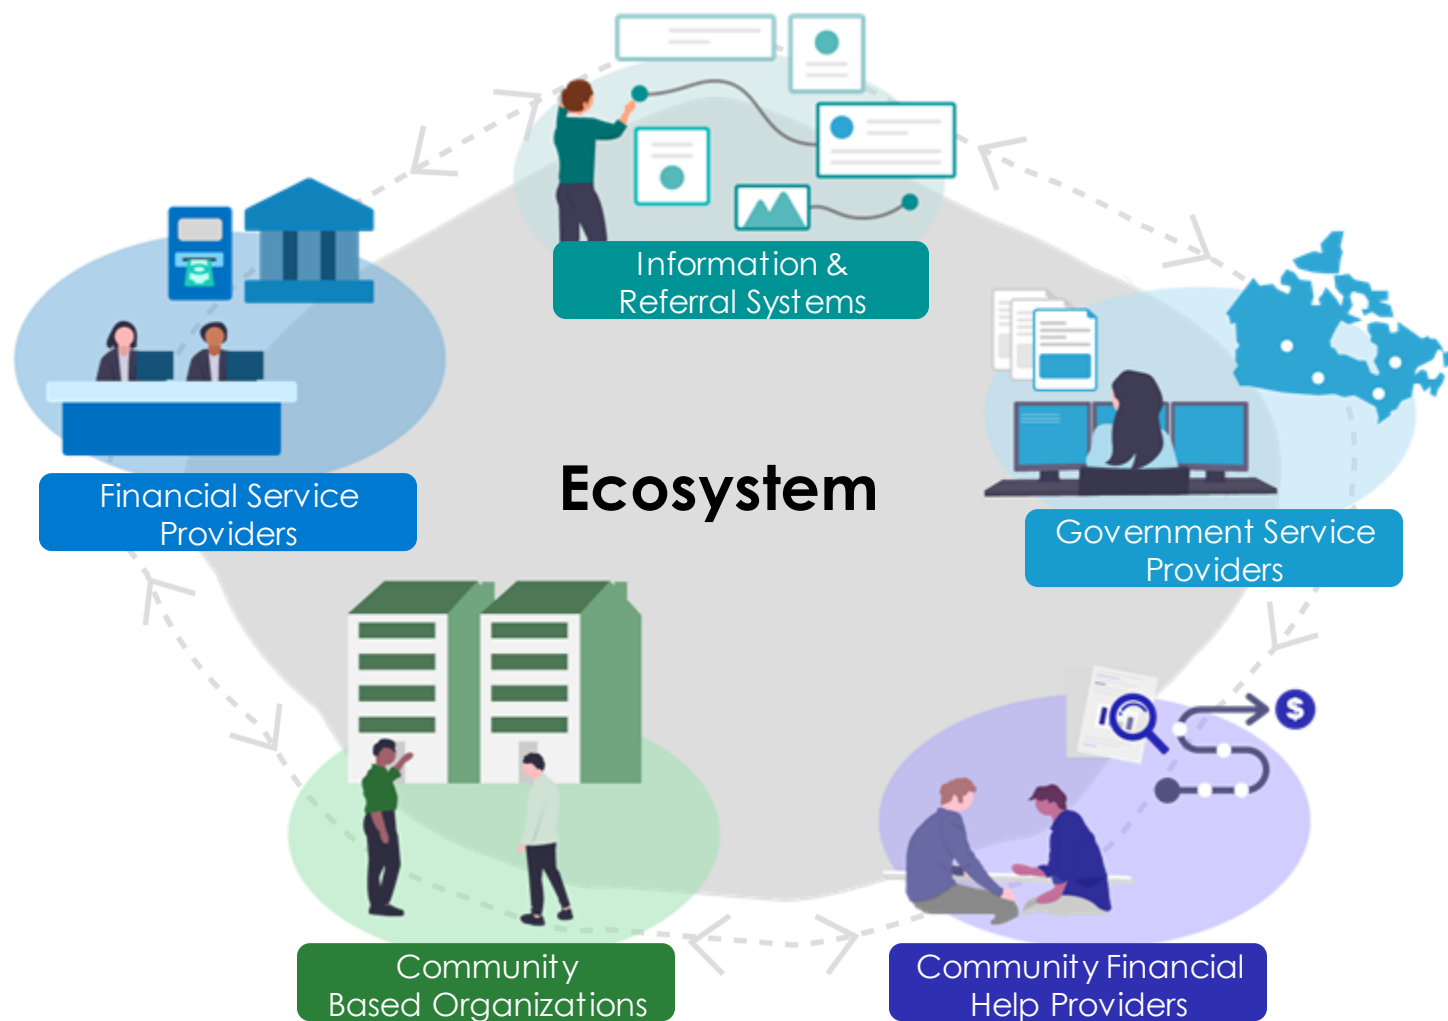 Information &
Referral Systems
Financial Service
Providers
Ecosystem
Government Service
Providers
$
Community
Based Organizations
Community Financial
Help Providers